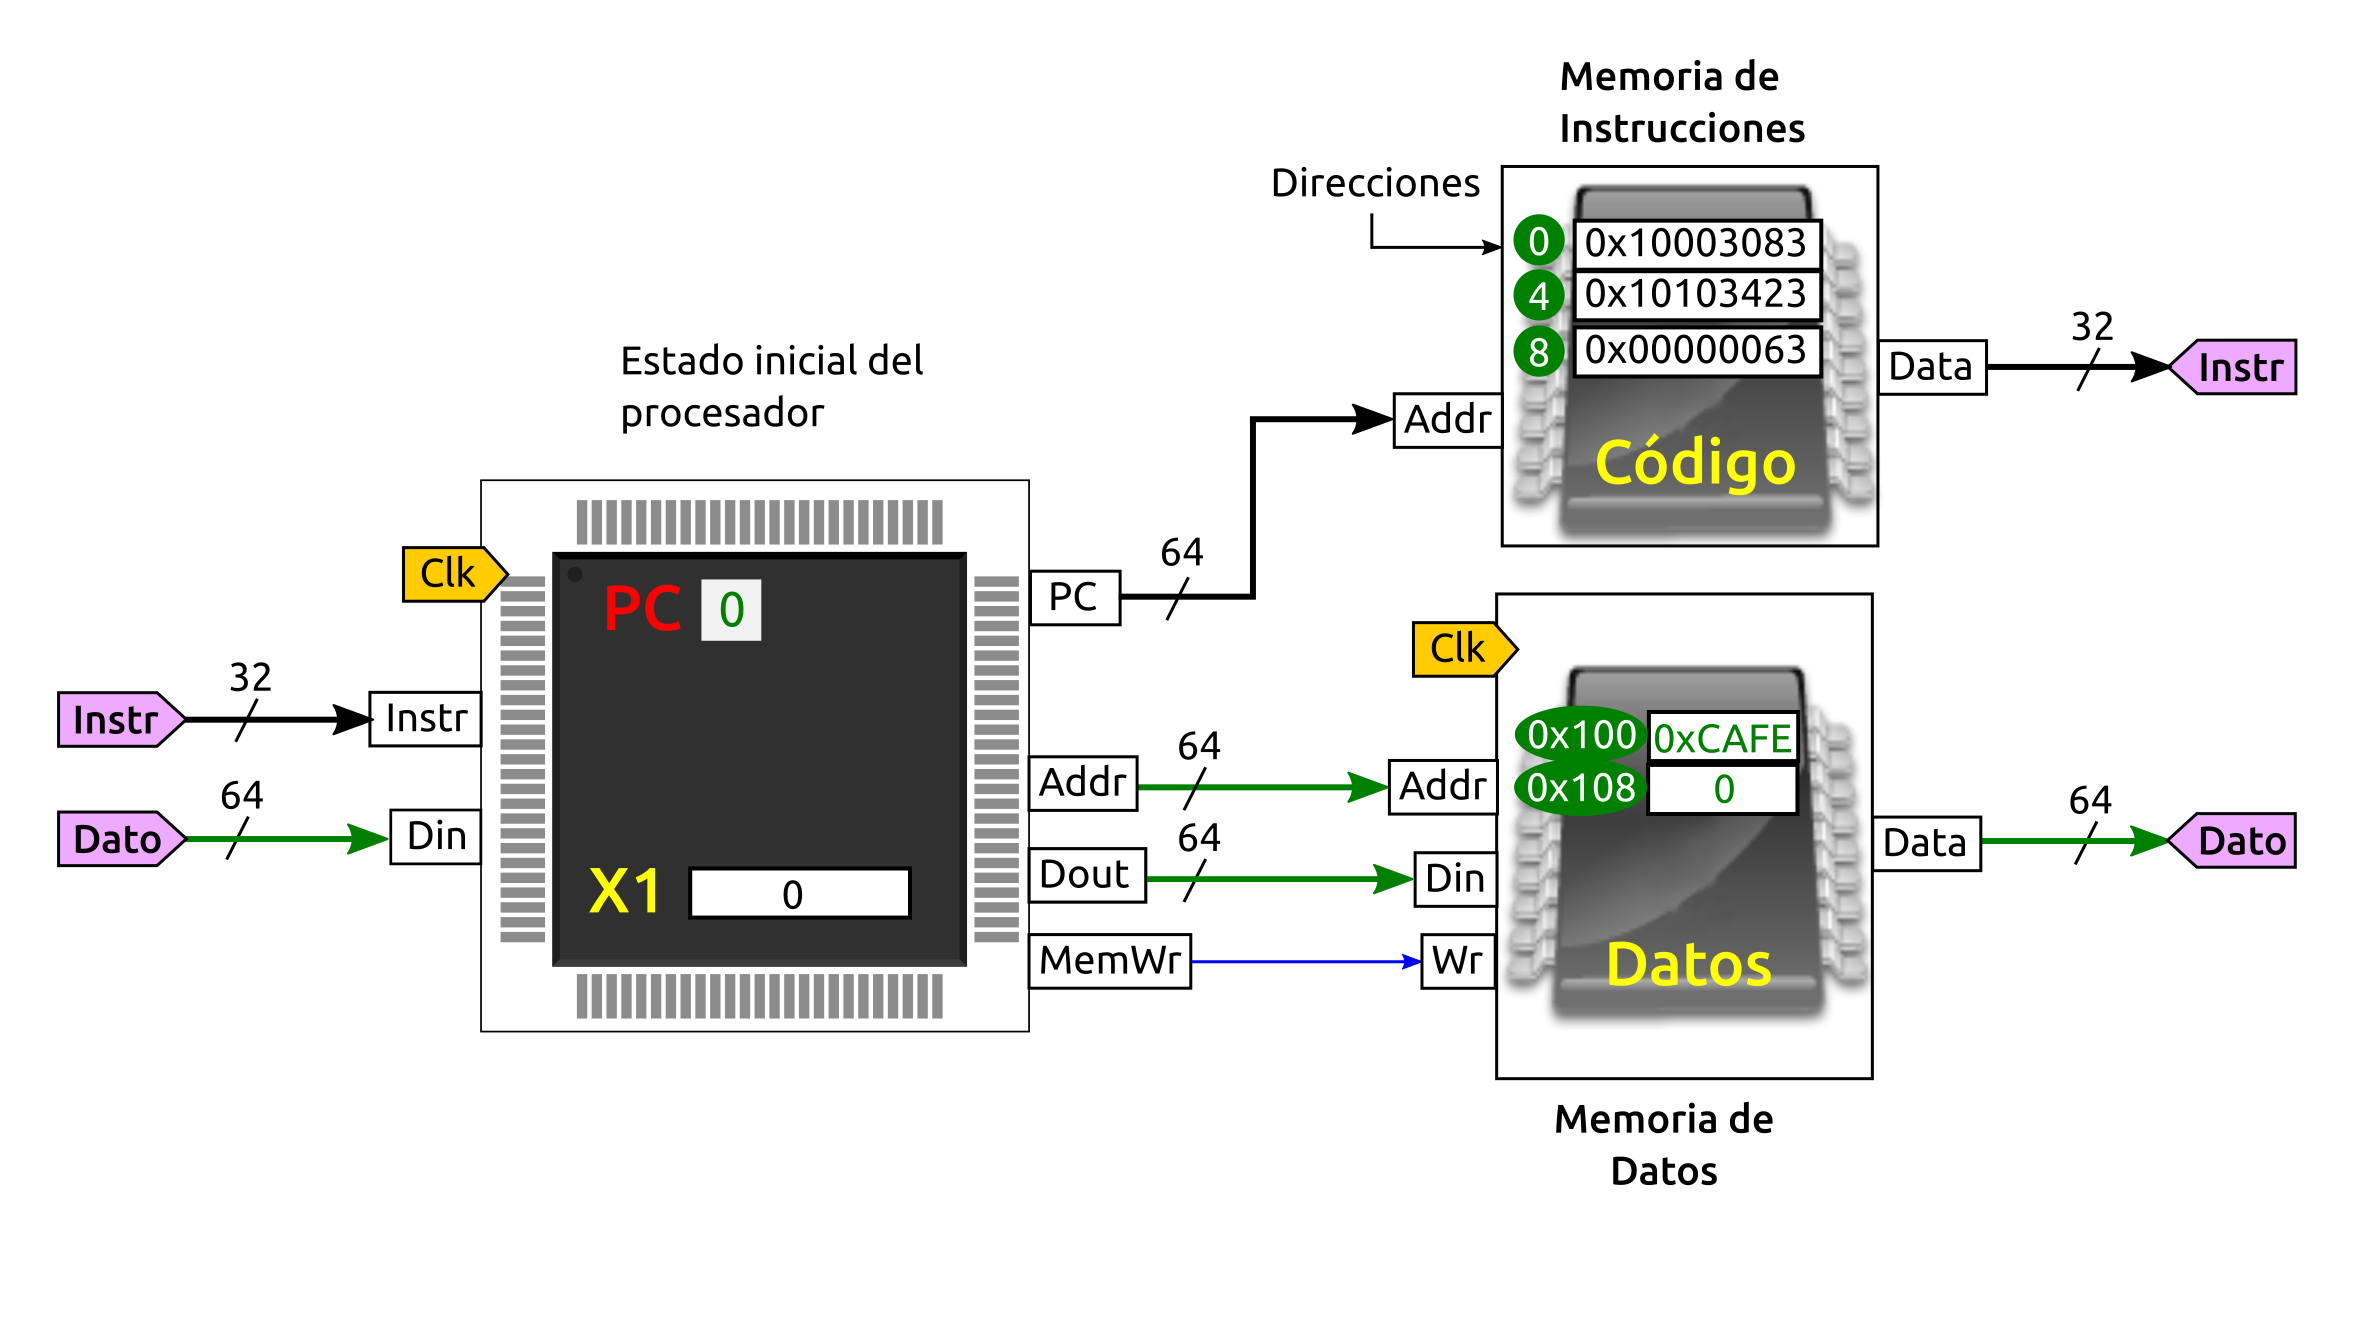 Memoria de
Instrucciones
Direcciones
0 0x10003083
4 0x10103423
8 0x00000063
Código
Addr
Data
32
Instr
Estado inicial del
procesador
Clk
PC 0
X1 0
32
Instr
Instr
64
Dato
Din
PC
64
Addr
64
Dout
64
MemWr
Clk
Addr
Din
Wr
0x100 0xCAFE
0x108 0
Datos
Data
64
Dato
Memoria de
Datos